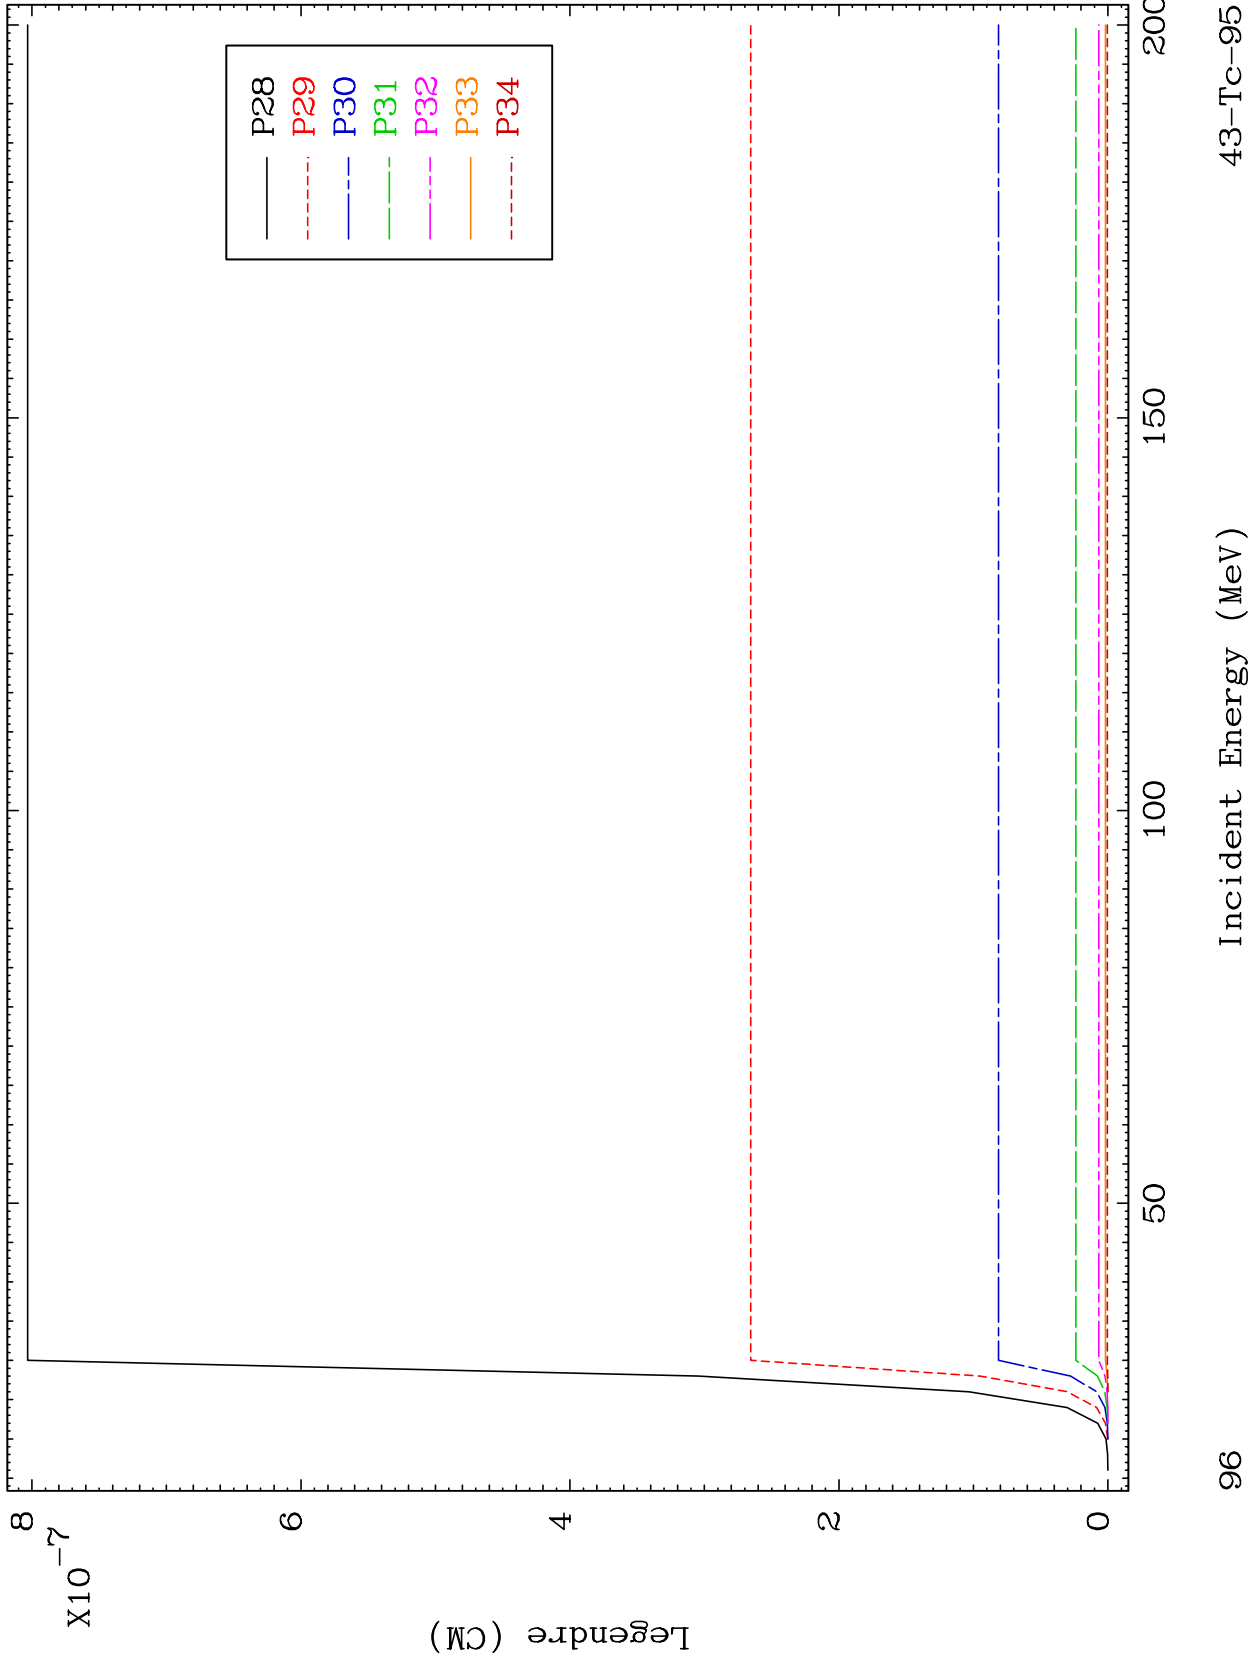 X10-7
8
6
4
2
0
Legendre (CM)
P28
P29
P30
P31
P32
P33
P34
50
100
150
200
Incident Energy (MeV)
96
43-Tc-95